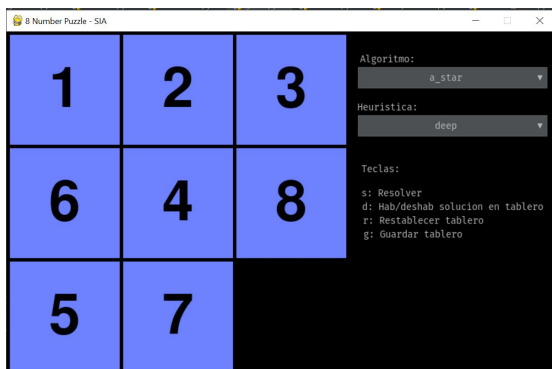 8 Number Puzzle - SIA
1 2 3
6 4 8
5 7
Algoritmo:
a_star
Heuristica:
deep
Teclas:
s: Resolver
d: Hab/deshab solucion en tablero
r: Restablecer tablero
g: Guardar tablero